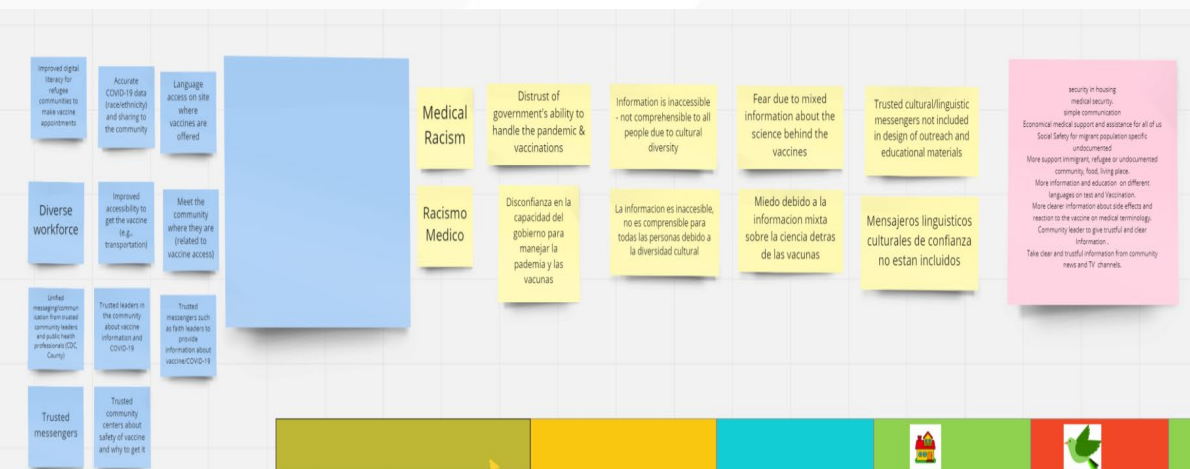 Improved digital
literacy for
refugee
communities to
make vaccine
appointments
Accurate
COVID-19 data
(race/ethnicity)
and sharing to
the community
Language
access on site
where
vaccines are
offered
Diverse
workforce
Improved
accessibility to
get the vaccine
(e.g.,
transportation)
Meet the
community
where they are
(related to
vaccine access)
Unified
messaging/commun
ication from trusted
community leaders
and public health
professionals (CDC,
County)
Trusted leaders in
the community
about vaccine
information and
COVID-19
Trusted
messengers such
as faith leaders to
provide
information about
vaccine/COVID-19
Trusted
messengers
Trusted
community
centers about
safety of vaccine
and why to get it
Medical
Racism
Distrust of
government's ability to
handle the pandemic &
vaccinations
Information is inaccessible
- not comprehensible to all
people due to cultural
diversity
Fear due to mixed
information about the
science behind the
vaccines
Trusted cultural/linguistic
messengers not included
in design of outreach and
educational materials
Racismo
Medico
Disconfianza en la
capacidad del
gobierno para
manejar la
pademia y las
vacunas
La informacion es inaccesible,
no es comprensible para
todas las personas debido a
la diversidad cultural
Miedo debido a la
informacion mixta
sobre la ciencia detras
de las vacunas
Mensajeros linguisticos
culturales de confianza
no estan incluidos
security in housing
medical security.
simple communication
Economical medical support and assistance for all of us
Social Safety for migrant population specific
undocumented
More support immigrant, refugee or undocumented
community, food, living place.
More information and education on different
languages on test and Vaccination.
More clearer information about side effects and
reaction to the vaccine on medical terminology.
Community leader to give trustful and clear
Information .
Take clear and trustful information from community
news and TV channels.